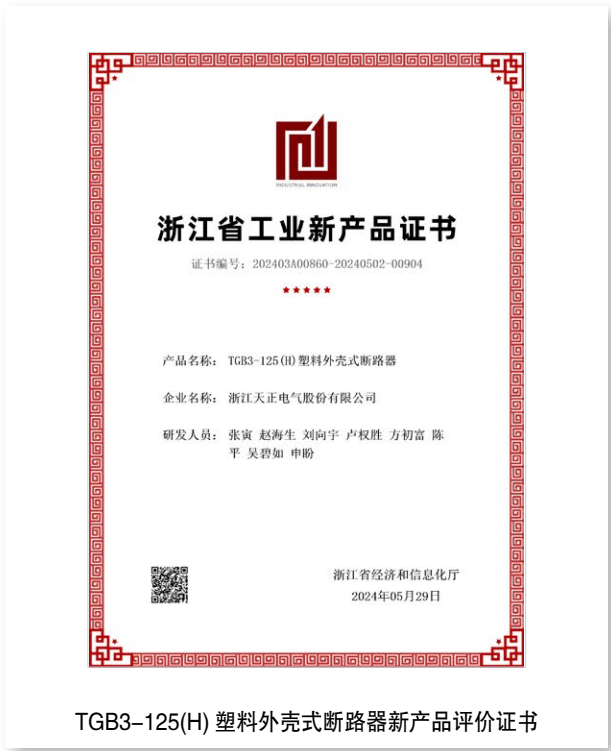 INDUSTRIAL INNOVATION
浙江省工业新产品证书
证书编号：202403A00860-20240502-00904
产品名称： TGB3-125(H)塑料外壳式断路器
企业名称： 浙江天正电气股份有限公司
研发人员： 张寅 赵海生 刘向宇 卢权胜 方初富 陈
平 吴碧如 申盼
浙江省经济和信息化厅
2024年05月29日
TGB3-125(H) 塑料外壳式断路器新产品评价证书